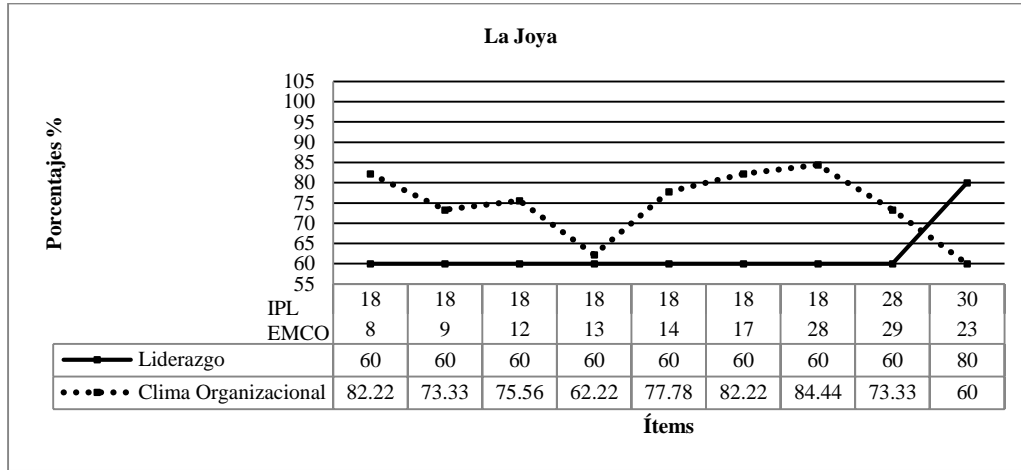 La Joya
Porcentajes %
105
100
95
90
85
80
75
70
65
60
55
IPL 18 18 18 18 18 18 18 28 30
EMCO 8 9 12 13 14 17 28 29 23
Liderazgo 60 60 60 60 60 60 60 60 80
Clima Organizacional 82.22 73.33 75.56 62.22 77.78 82.22 84.44 73.33 60
Ítems